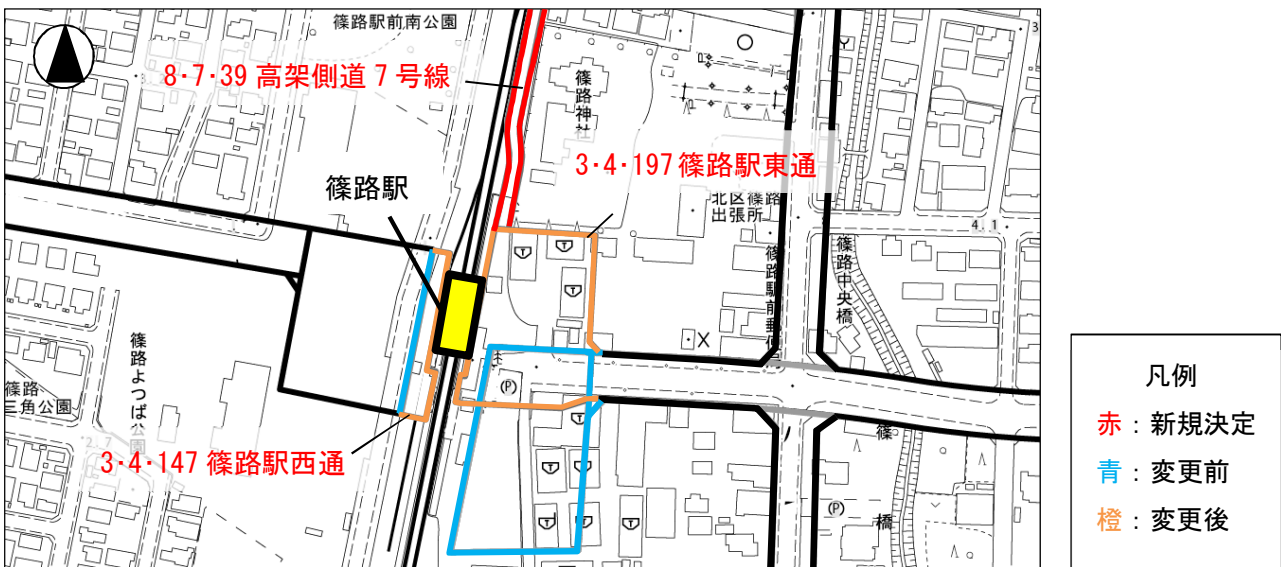 篠路駅前南公園
8・7・39 高架側道 7 号線
篠路神社
3・4・197 篠路駅東通
篠路駅
北区篠路
出張所
篠路駅前郵便
篠路中央橋
篠路よつば公園
篠路
三角公園
3・4・147 篠路駅西通
篠
橋
凡例
赤：新規決定
青：変更前
橙：変更後